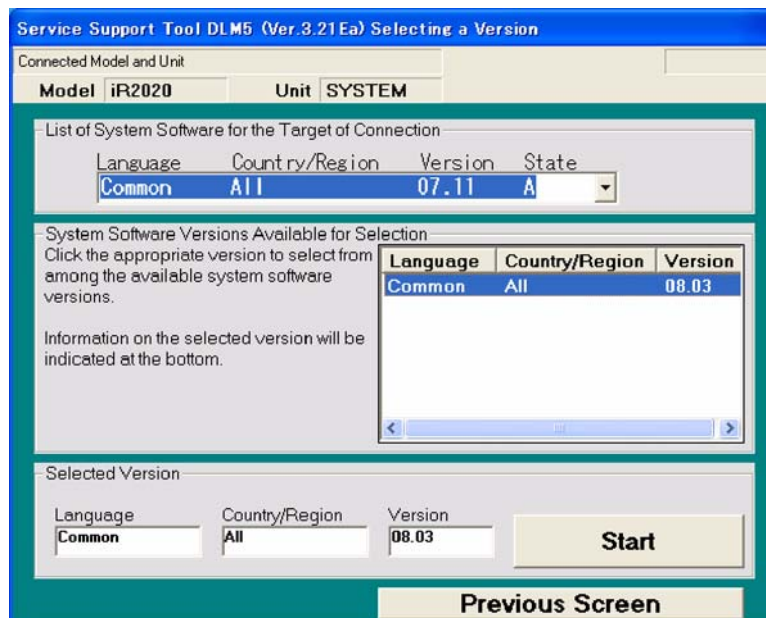 Service Support Tool DLM5 (Ver.3.21Ea) Selecting a Version
Connected Model and Unit
Model iR2020 Unit SYSTEM
List of System Software for the Target of Connection
Language Country/Region Version State
Common All 07.11 A
System Software Versions Available for Selection
Click the appropriate version to select from
among the available system software
versions.
Information on the selected version will be
indicated at the bottom.
Language Country/Region Version
Common All 08.03
Selected Version
Language Country/Region Version
Common All 08.03
Start
Previous Screen